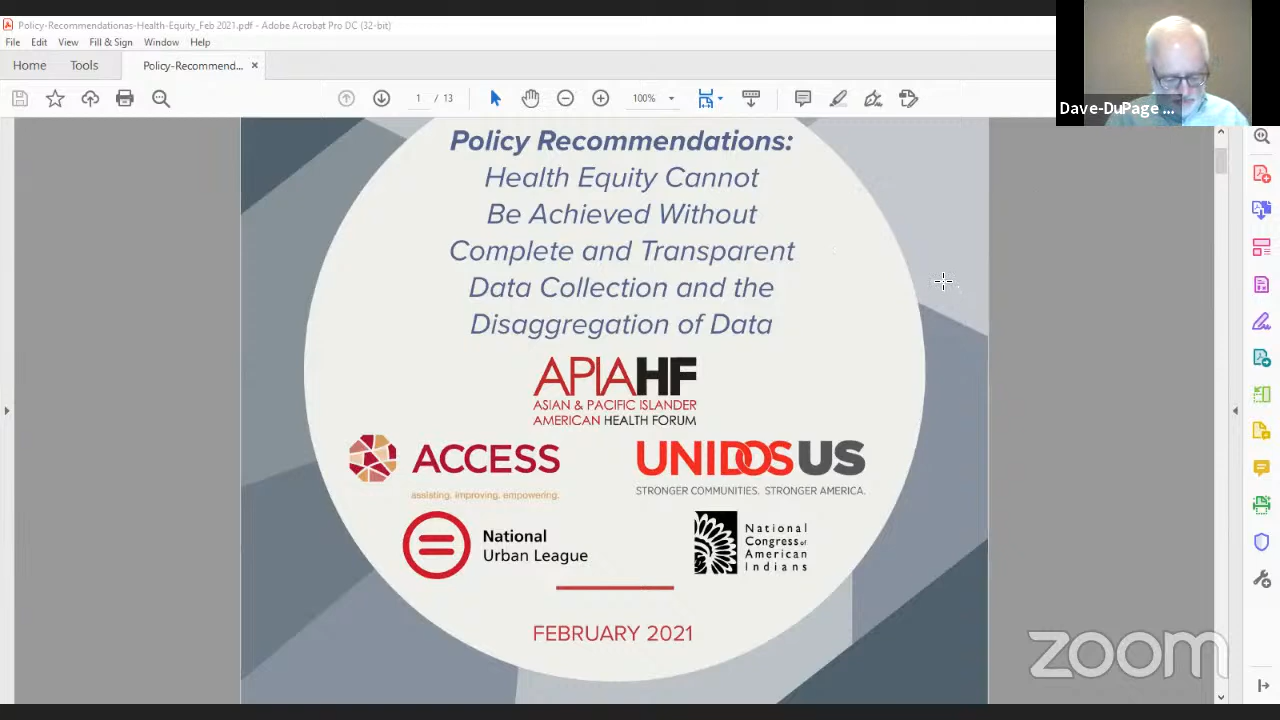 Policy-Recommendationas-Health-Equity_Feb 2021.pdf - Adobe Acrobat Pro DC (32-bit)
File Edit View Fill & Sign Window Help
Home Tools Policy-Recommend... ×
1 / 13 100%
Dave-DuPage ...
Policy Recommendations:
Health Equity Cannot
Be Achieved Without
Complete and Transparent
Data Collection and the
Disaggregation of Data
APIAHF
ASIAN & PACIFIC ISLANDER
AMERICAN HEALTH FORUM
ACCESS
assisting. improving. empowering.
UNIDOSUS
STRONGER COMMUNITIES. STRONGER AMERICA.
National
Urban League
National
Congress of
American
Indians
FEBRUARY 2021
zoom